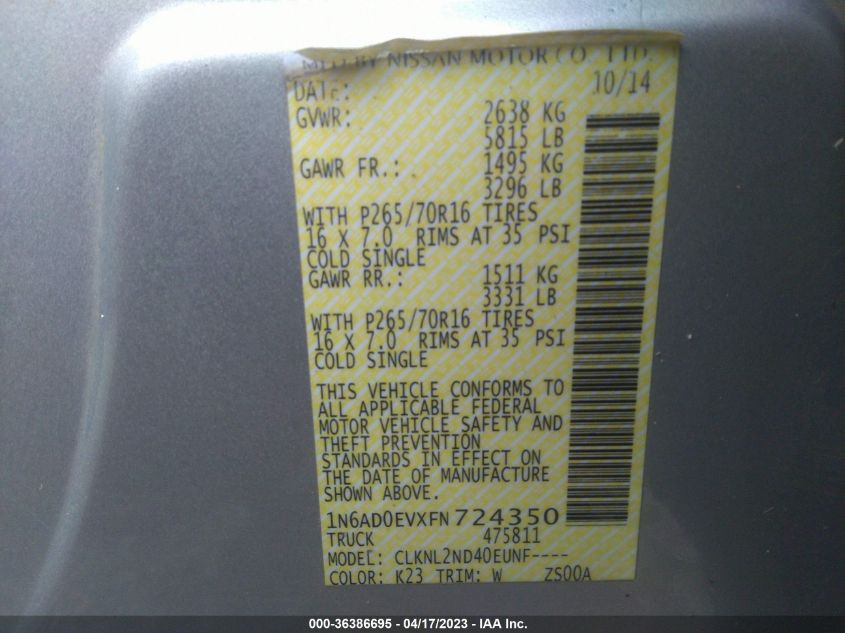 MFD BY NISSAN MOTOR CO., LTD.
DATE: 10/14
GVWR: 2638 KG
5815 LB
GAWR FR.: 1495 KG
3296 LB
WITH P265/70R16 TIRES
16 X 7.0 RIMS AT 35 PSI
COLD SINGLE
GAWR RR.: 1511 KG
3331 LB
WITH P265/70R16 TIRES
16 X 7.0 RIMS AT 35 PSI
COLD SINGLE
THIS VEHICLE CONFORMS TO
ALL APPLICABLE FEDERAL
MOTOR VEHICLE SAFETY AND
THEFT PREVENTION
STANDARDS IN EFFECT ON
THE DATE OF MANUFACTURE
SHOWN ABOVE.
1N6AD0EVXFN724350
TRUCK 475811
MODEL: CLKNL2ND40EUNF----
COLOR: K23 TRIM: W ZS00A
000-36386695 - 04/17/2023 - IAA Inc.